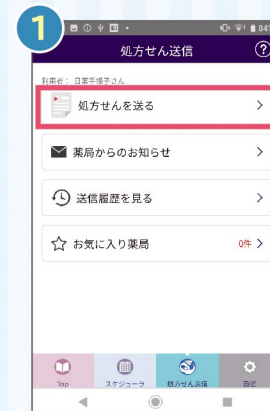 1
84%
処方せん送信
?
利用者： 日薬手帳子さん
処方せんを送る
薬局からのお知らせ
送信履歴を見る
お気に入り薬局 0件
Top スケジューラ 処方せん送信 設定